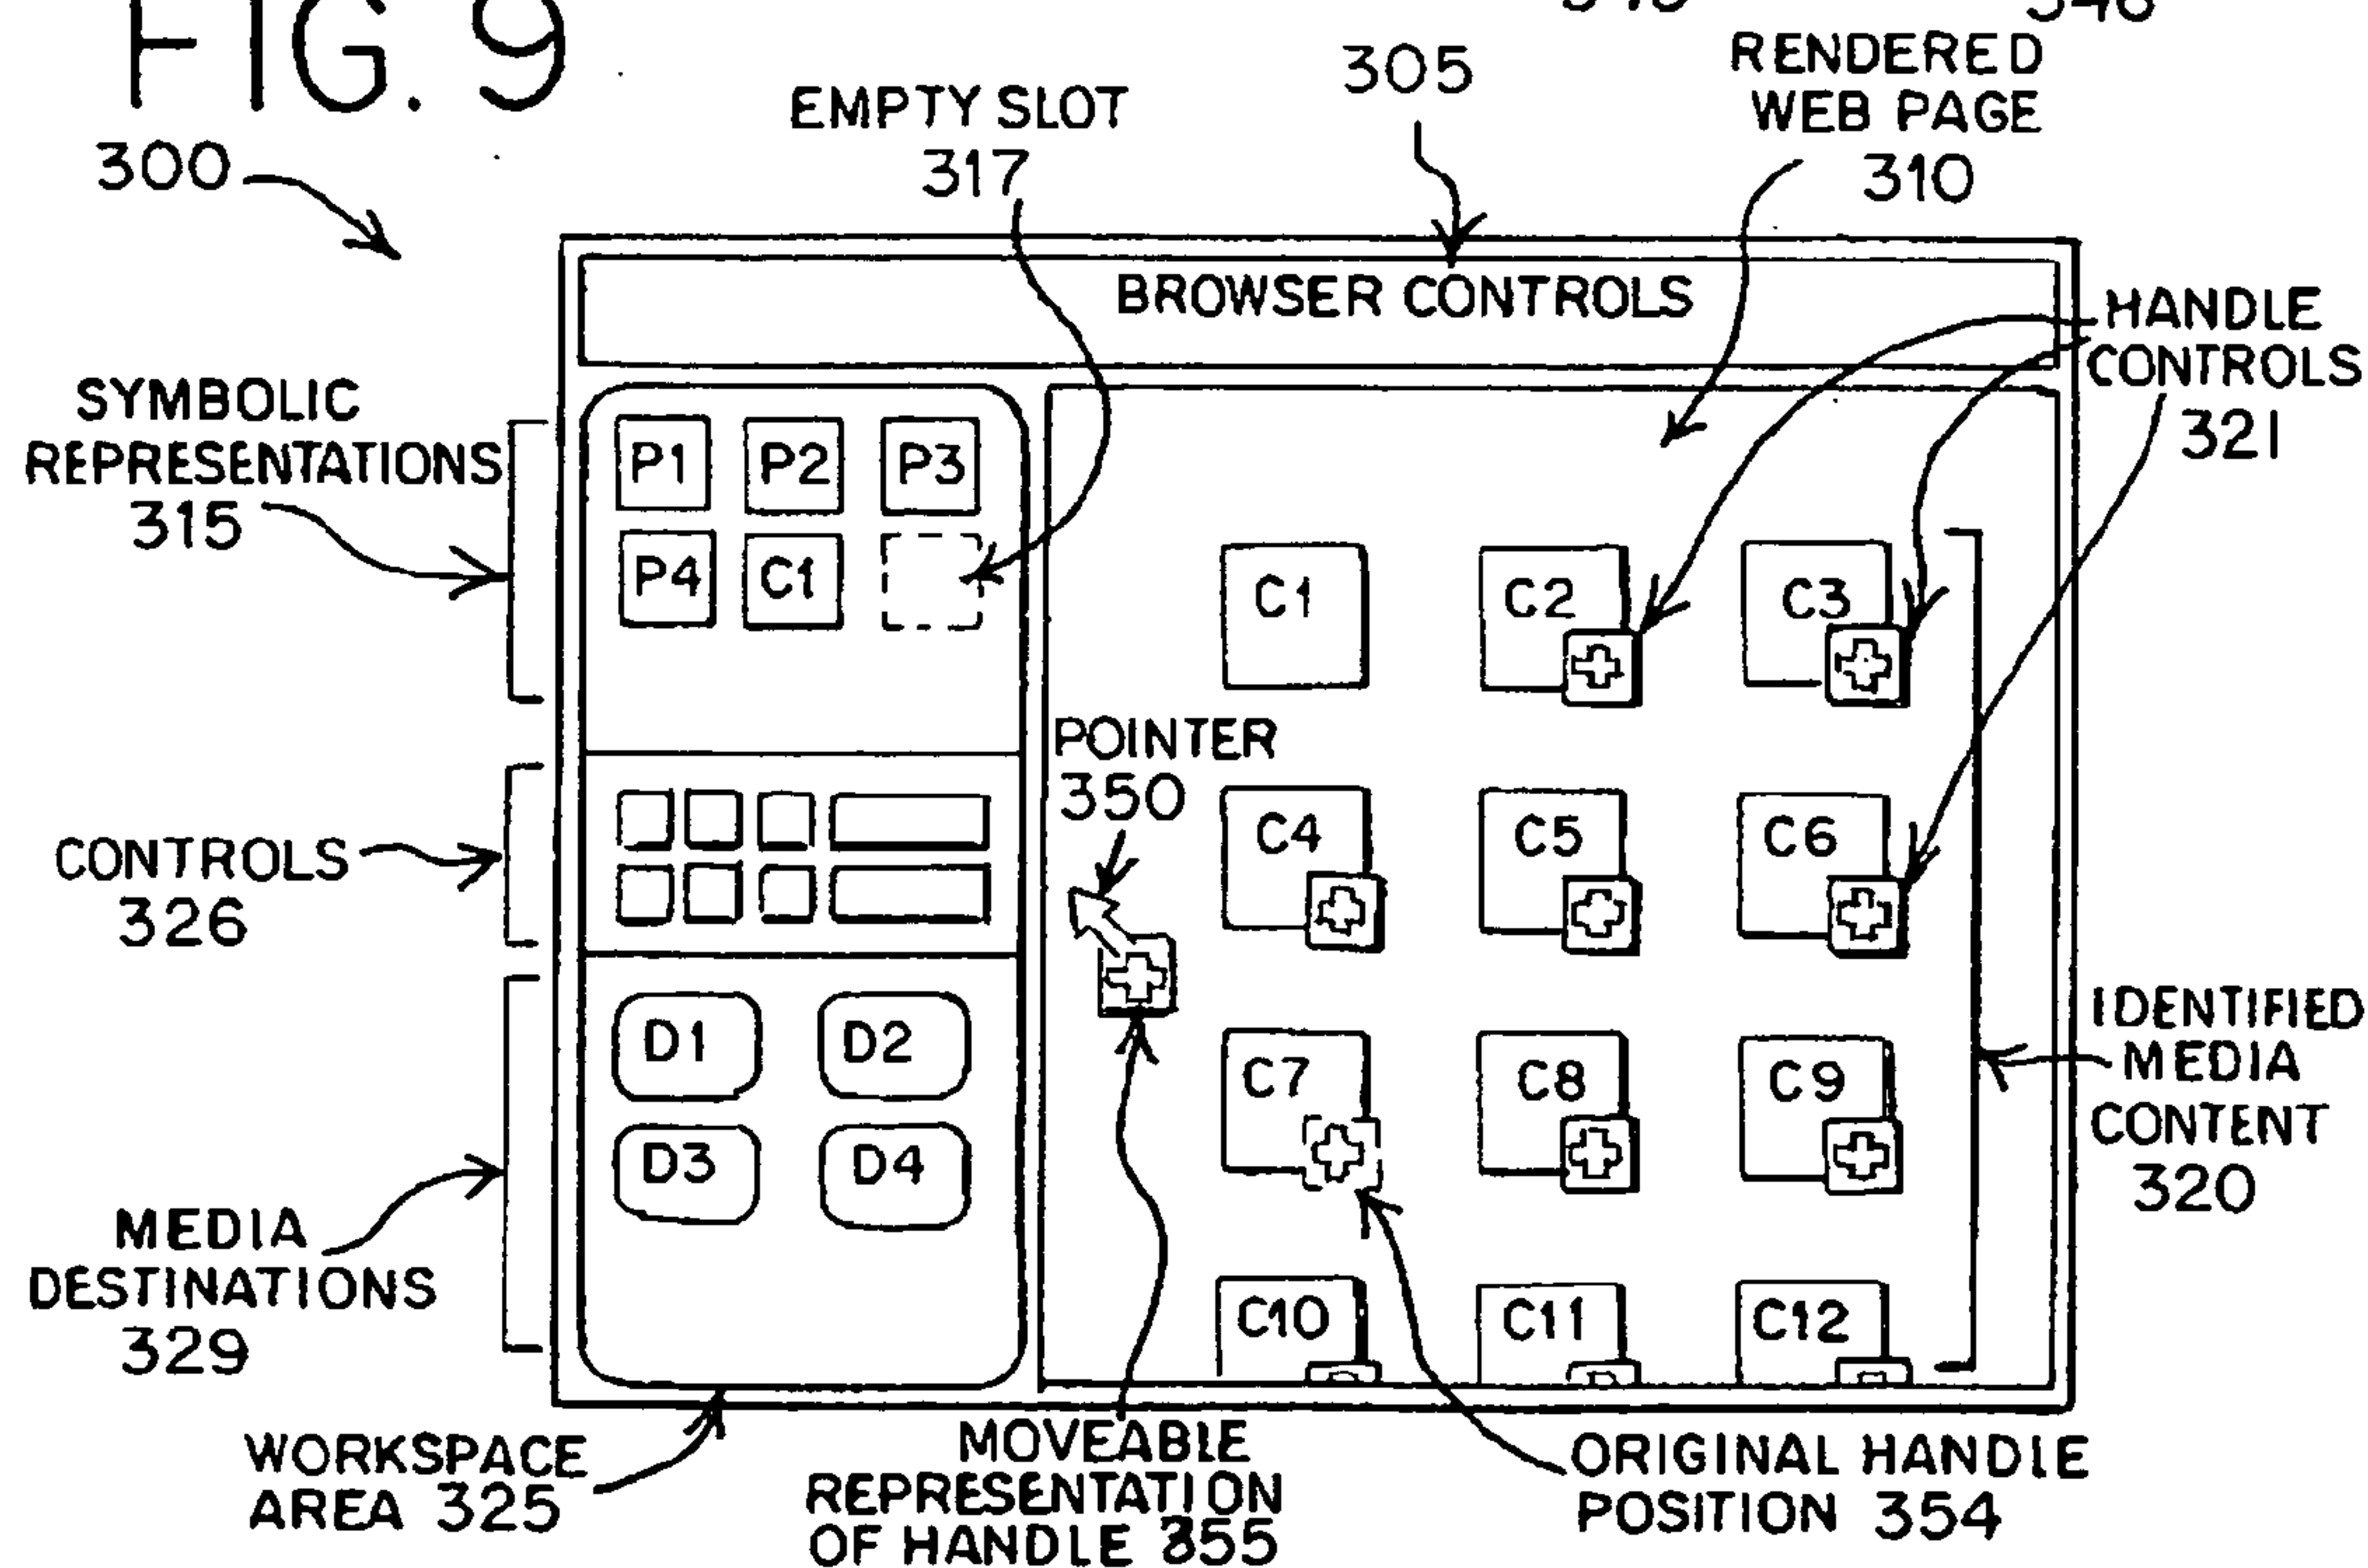 FIG. 9
300
EMPTY SLOT
317
305
RENDERED
WEB PAGE
310
BROWSER CONTROLS
HANDLE
CONTROLS
321
SYMBOLIC
REPRESENTATIONS
315
P1 P2 P3
P4 C1
C1 C2 C3
POINTER
350
CONTROLS
326
C4 C5 C6
D1 D2
D3 D4
C7 C8 C9
IDENTIFIED
MEDIA
CONTENT
320
MEDIA
DESTINATIONS
329
C10 C11 C12
WORKSPACE
AREA 325
MOVEABLE
REPRESENTATION
OF HANDLE 355
ORIGINAL HANDLE
POSITION 354